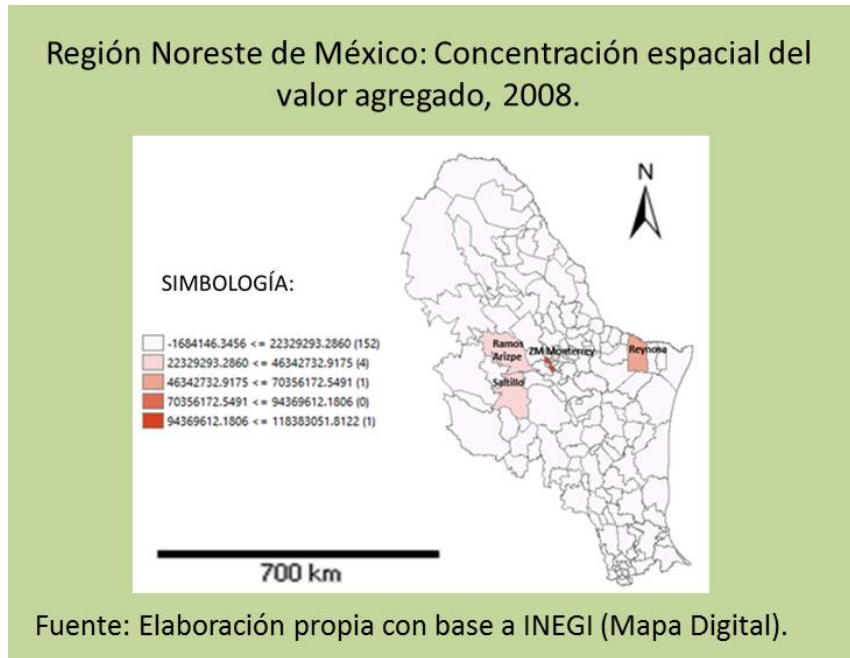 Región Noreste de México: Concentración espacial del
valor agregado, 2008.
N
SIMBOLOGÍA:
-1684146.3456 <= 22329293.2860 (152)
22329293.2860 <= 46342732.9175 (4)
46342732.9175 <= 70356172.5491 (1)
70356172.5491 <= 94369612.1806 (0)
94369612.1806 <= 118383051.8122 (1)
Ramos
Arizpe
ZM Monterrey
Reynosa
Saltillo
700 km
Fuente: Elaboración propia con base a INEGI (Mapa Digital).